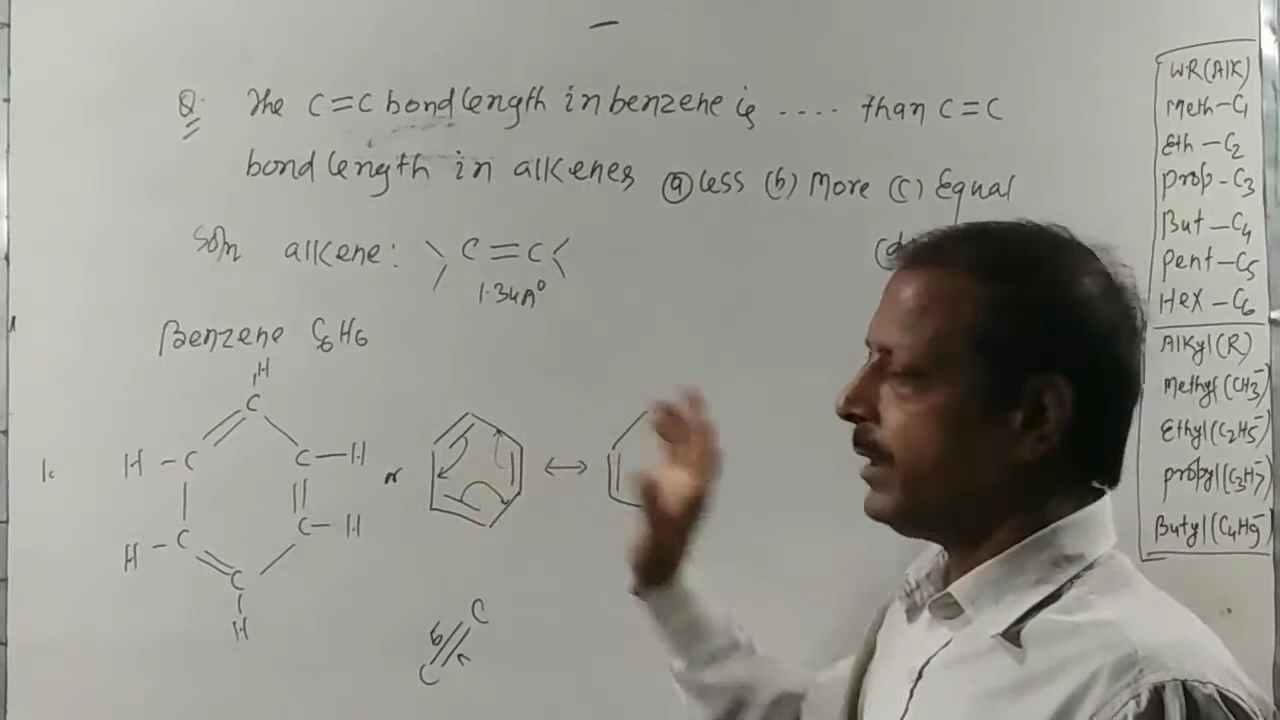 Q. The C=C bond length in benzene is .... than C=C
bond length in alkenes (a) Less (b) More (c) Equal
(d
Soln alkene: C=C
1.34A°
Benzene C6H6
H
C
H - C C - H
H - C C - H
C
H
or
↔
C
6
C
WR(AlK)
Meth-C1
Eth-C2
Prop-C3
But-C4
Pent-C5
Hex-C6
Alkyl(R)
Methyl(CH3-)
Ethyl(C2H5-)
propyl(C3H7-)
Butyl(C4H9-)